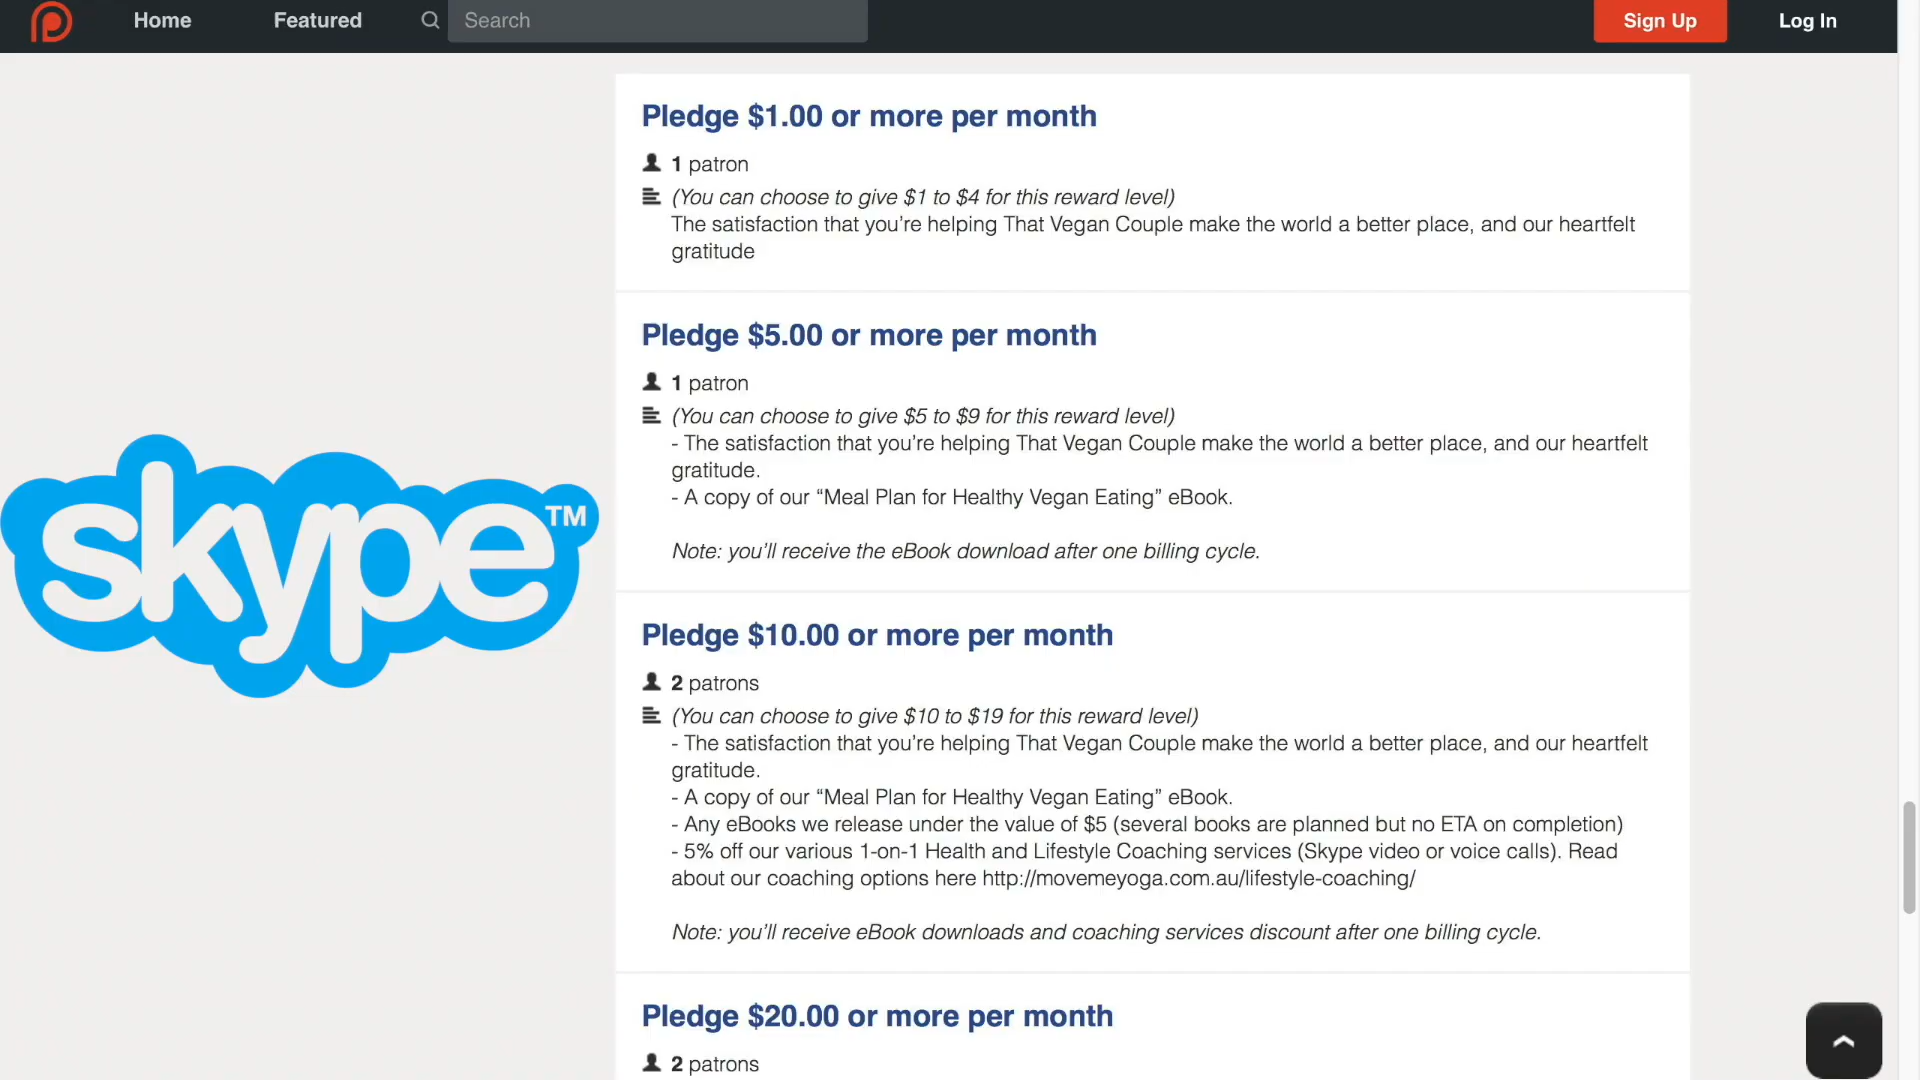 Home Featured Search Sign Up Log In
Pledge $1.00 or more per month
1 patron
(You can choose to give $1 to $4 for this reward level)
The satisfaction that you’re helping That Vegan Couple make the world a better place, and our heartfelt
gratitude
Pledge $5.00 or more per month
1 patron
(You can choose to give $5 to $9 for this reward level)
- The satisfaction that you’re helping That Vegan Couple make the world a better place, and our heartfelt
gratitude.
- A copy of our “Meal Plan for Healthy Vegan Eating” eBook.
Note: you’ll receive the eBook download after one billing cycle.
skype TM
Pledge $10.00 or more per month
2 patrons
(You can choose to give $10 to $19 for this reward level)
- The satisfaction that you’re helping That Vegan Couple make the world a better place, and our heartfelt
gratitude.
- A copy of our “Meal Plan for Healthy Vegan Eating” eBook.
- Any eBooks we release under the value of $5 (several books are planned but no ETA on completion)
- 5% off our various 1-on-1 Health and Lifestyle Coaching services (Skype video or voice calls). Read
about our coaching options here http://movemeyoga.com.au/lifestyle-coaching/
Note: you’ll receive eBook downloads and coaching services discount after one billing cycle.
Pledge $20.00 or more per month
2 patrons